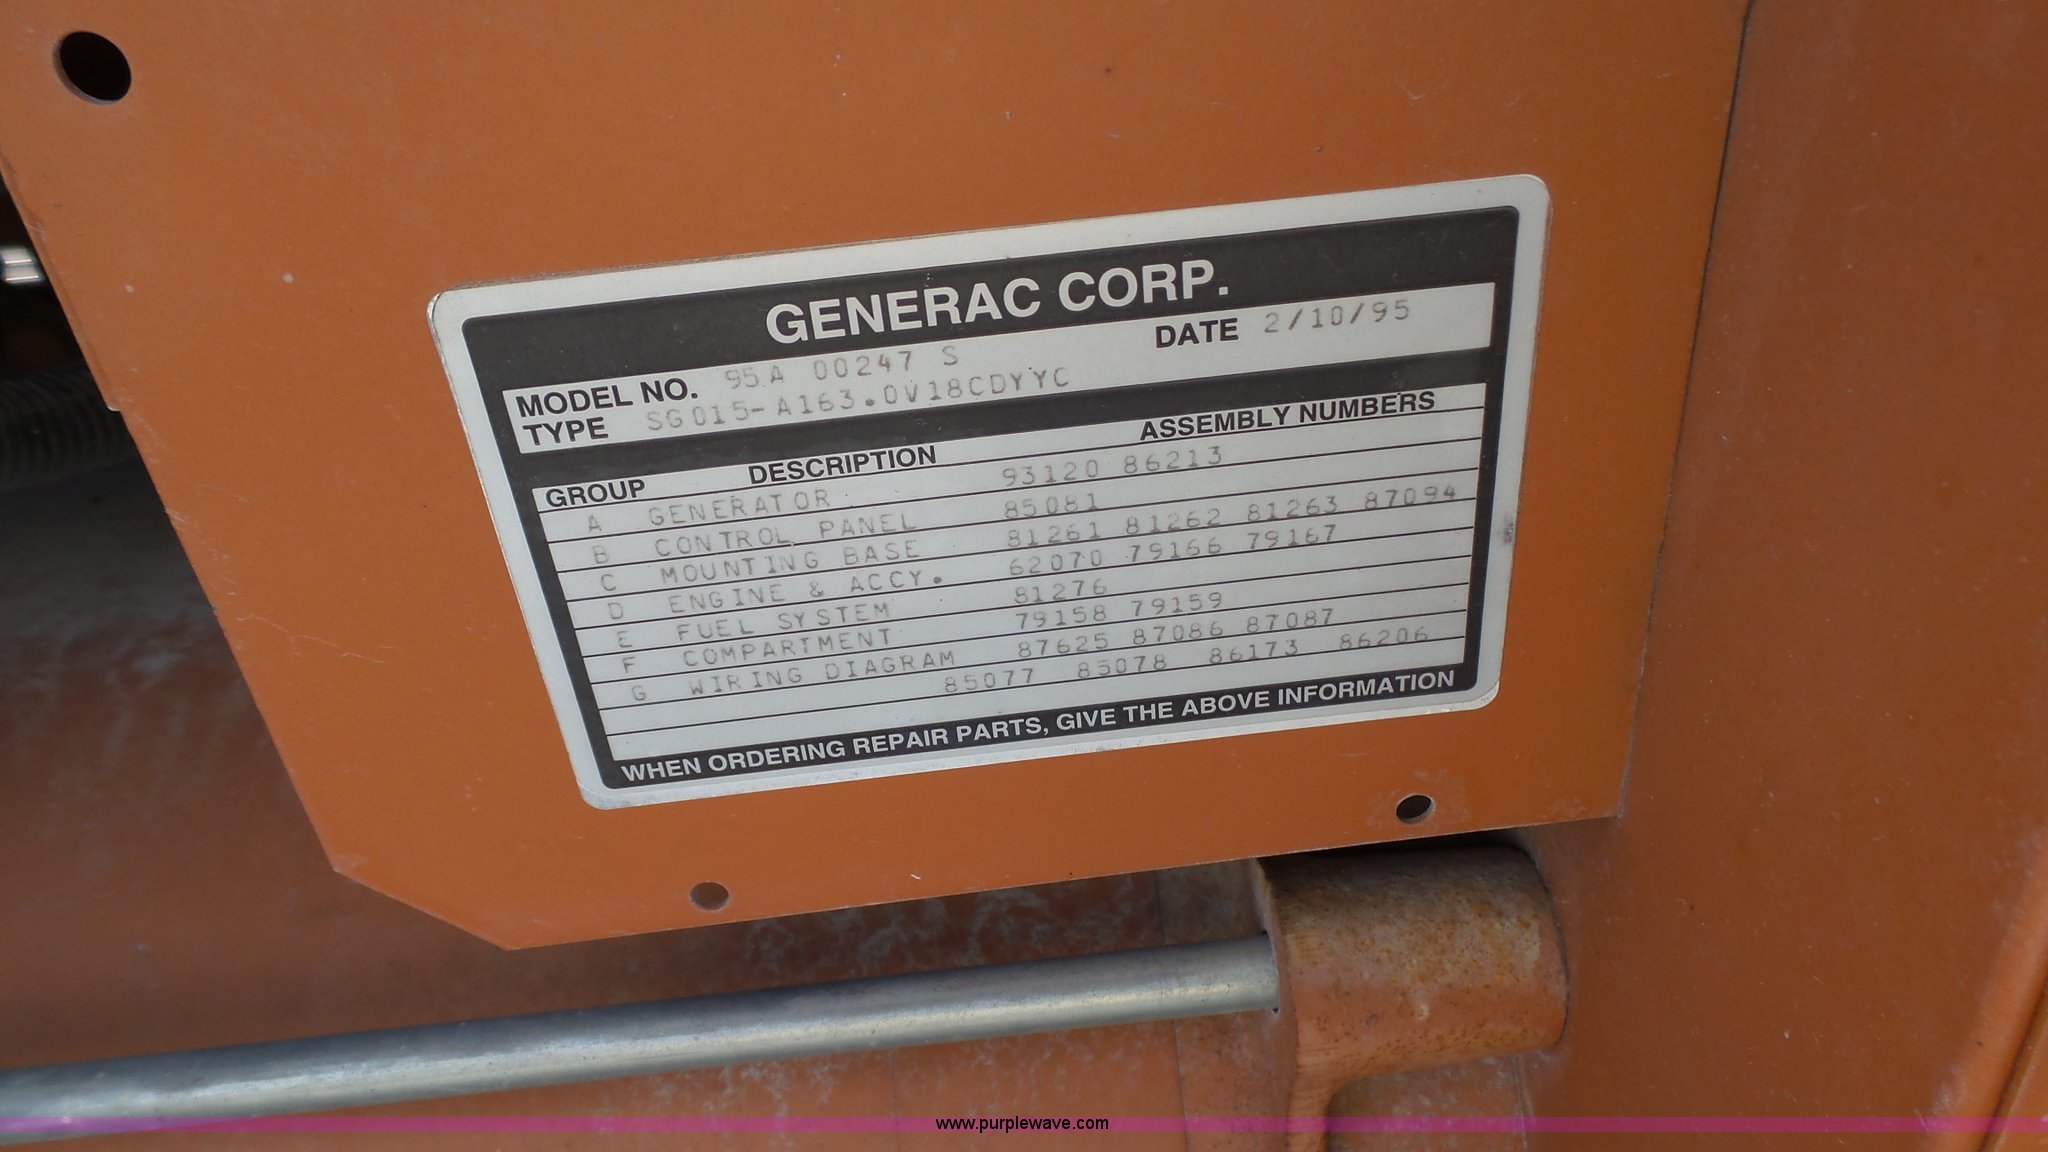 GENERAC CORP.
MODEL NO. 95A 00247 S DATE 2/10/95
TYPE SG015-A163.0V18CDYYC
GROUP DESCRIPTION ASSEMBLY NUMBERS
A GENERATOR 93120 86213
B CONTROL PANEL 85081
C MOUNTING BASE 81261 81262 81263 87094
D ENGINE & ACCY. 62070 79166 79167
E FUEL SYSTEM 81276
F COMPARTMENT 79158 79159
G WIRING DIAGRAM 87625 87086 87087
85077 85078 86173 86206
WHEN ORDERING REPAIR PARTS, GIVE THE ABOVE INFORMATION
www.purplewave.com